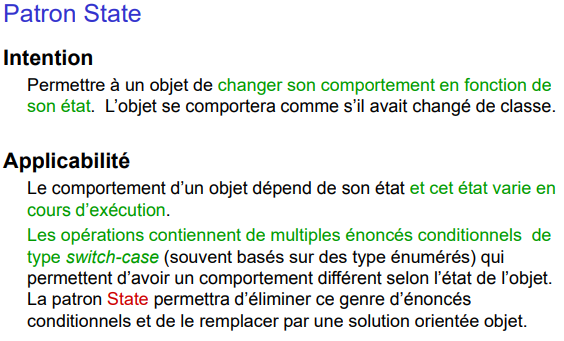 Patron State
Intention
Permettre à un objet de changer son comportement en fonction de
son état. L'objet se comportera comme s'il avait changé de classe.
Applicabilité
Le comportement d'un objet dépend de son état et cet état varie en
cours d'exécution.
Les opérations contiennent de multiples énoncés conditionnels de
type switch-case (souvent basés sur des type énumérés) qui
permettent d'avoir un comportement différent selon l'état de l'objet.
La patron State permettra d'éliminer ce genre d'énoncés
conditionnels et de le remplacer par une solution orientée objet.